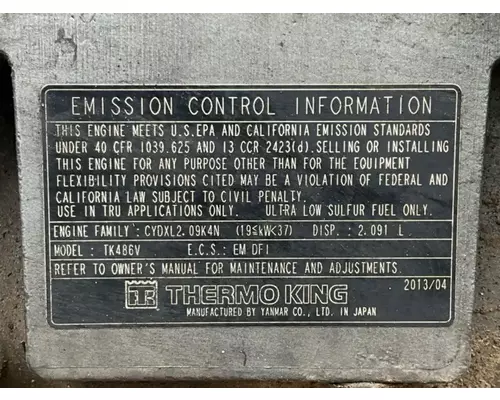 EMISSION CONTROL INFORMATION
THIS ENGINE MEETS U.S.EPA AND CALIFORNIA EMISSION STANDARDS
UNDER 40 CFR 1039.625 AND 13 CCR 2423(d).SELLING OR INSTALLING
THIS ENGINE FOR ANY PURPOSE OTHER THAN FOR THE EQUIPMENT
FLEXIBILITY PROVISIONS CITED MAY BE A VIOLATION OF FEDERAL AND
CALIFORNIA LAW SUBJECT TO CIVIL PENALTY.
USE IN TRU APPLICATIONS ONLY. ULTRA LOW SULFUR FUEL ONLY.
ENGINE FAMILY: CYDXL2.09K4N (19≤kW<37) DISP.: 2.091 L
MODEL: TK486V E.C.S.: EM DFI
REFER TO OWNER'S MANUAL FOR MAINTENANCE AND ADJUSTMENTS.
2013/04
THERMO KING
MANUFACTURED BY YANMAR CO., LTD. IN JAPAN